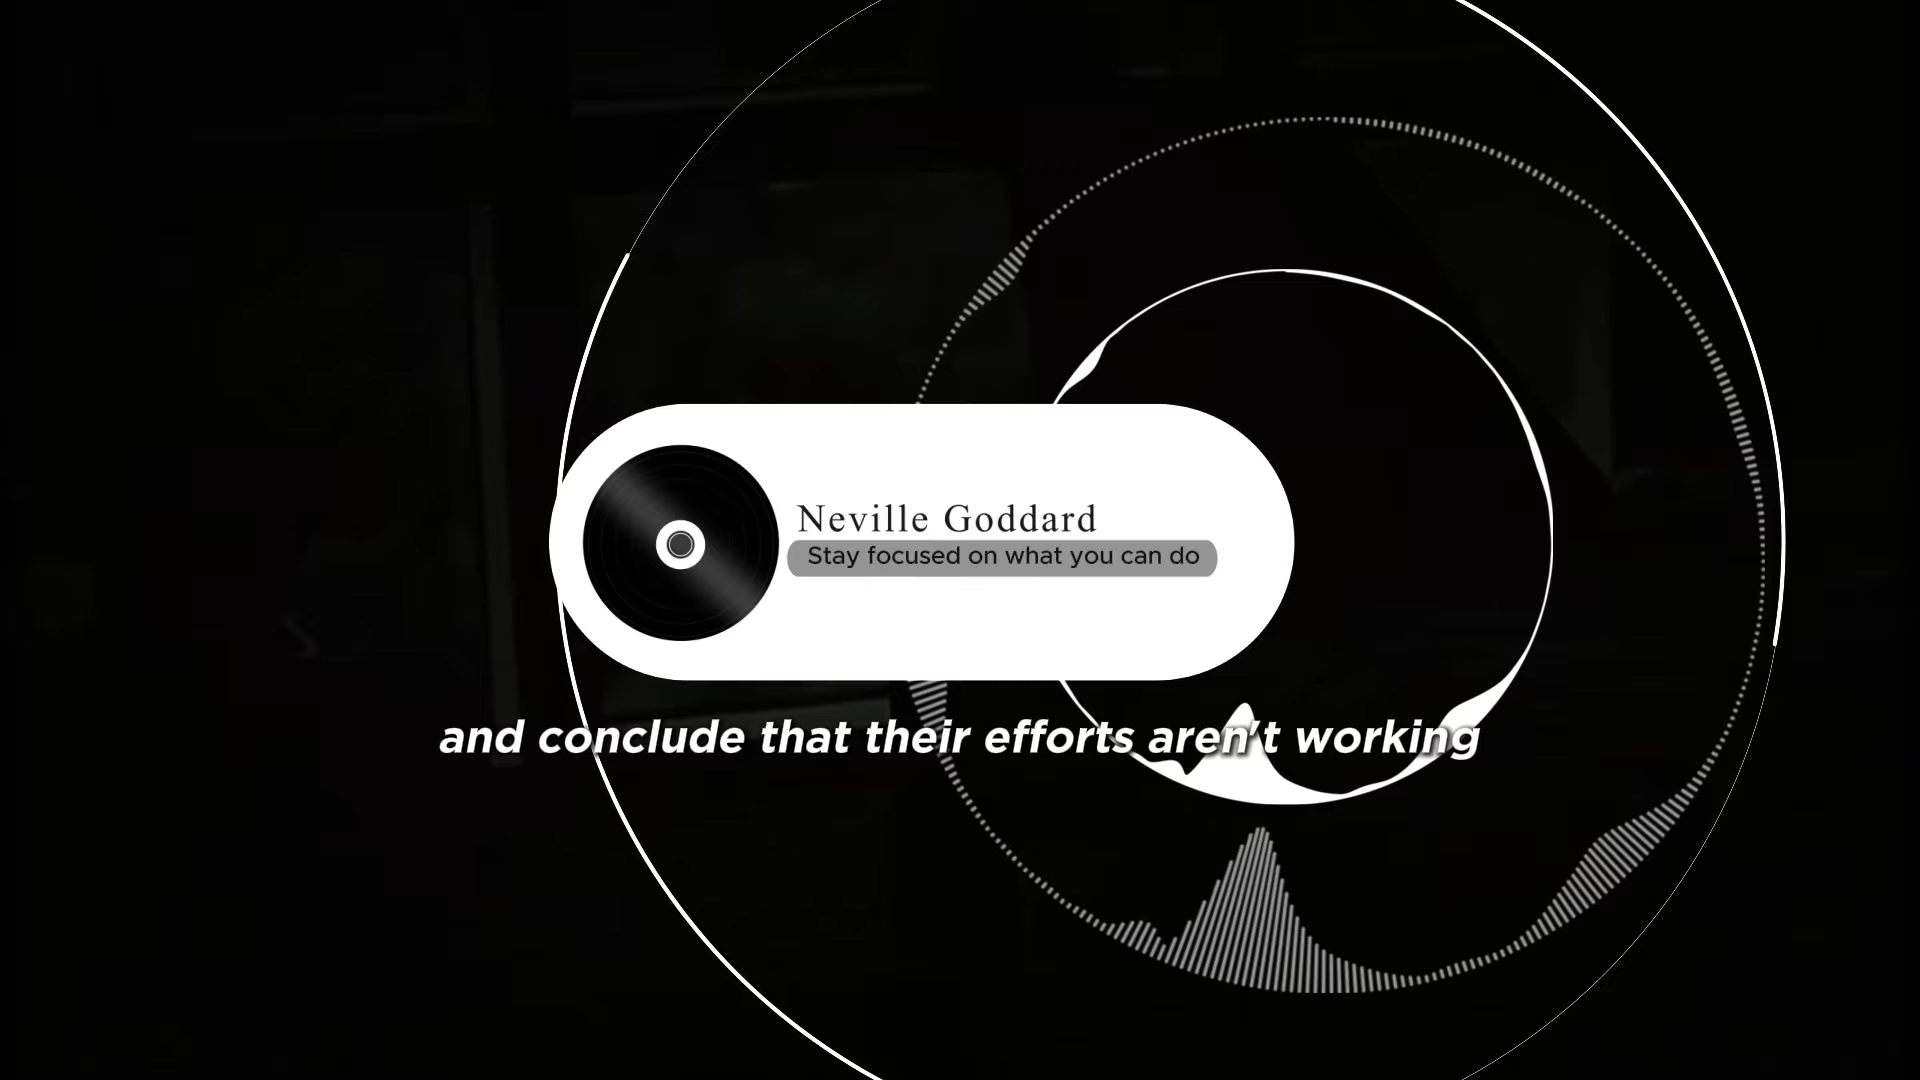 Neville Goddard
Stay focused on what you can do
and conclude that their efforts aren't working